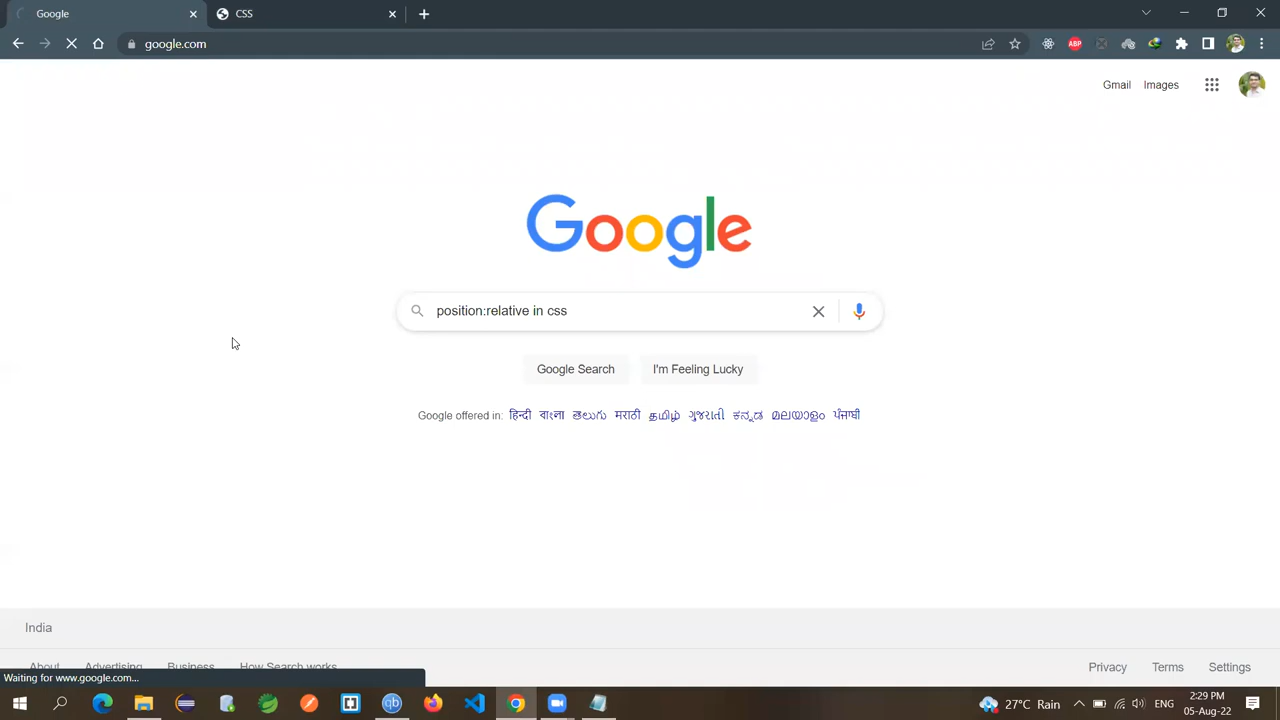 Google
CSS
google.com
ABP
Gmail Images
Google
position:relative in css
Google Search I'm Feeling Lucky
Google offered in: हिन्दी বাংলা తెలుగు मराठी தமிழ் ગુજરાતી ಕನ್ನಡ മലയാളം ਪੰਜਾਬੀ
India
About Advertising Business How Search works
Privacy Terms Settings
Waiting for www.google.com...
qb
27°C Rain
ENG
2:29 PM
05-Aug-22